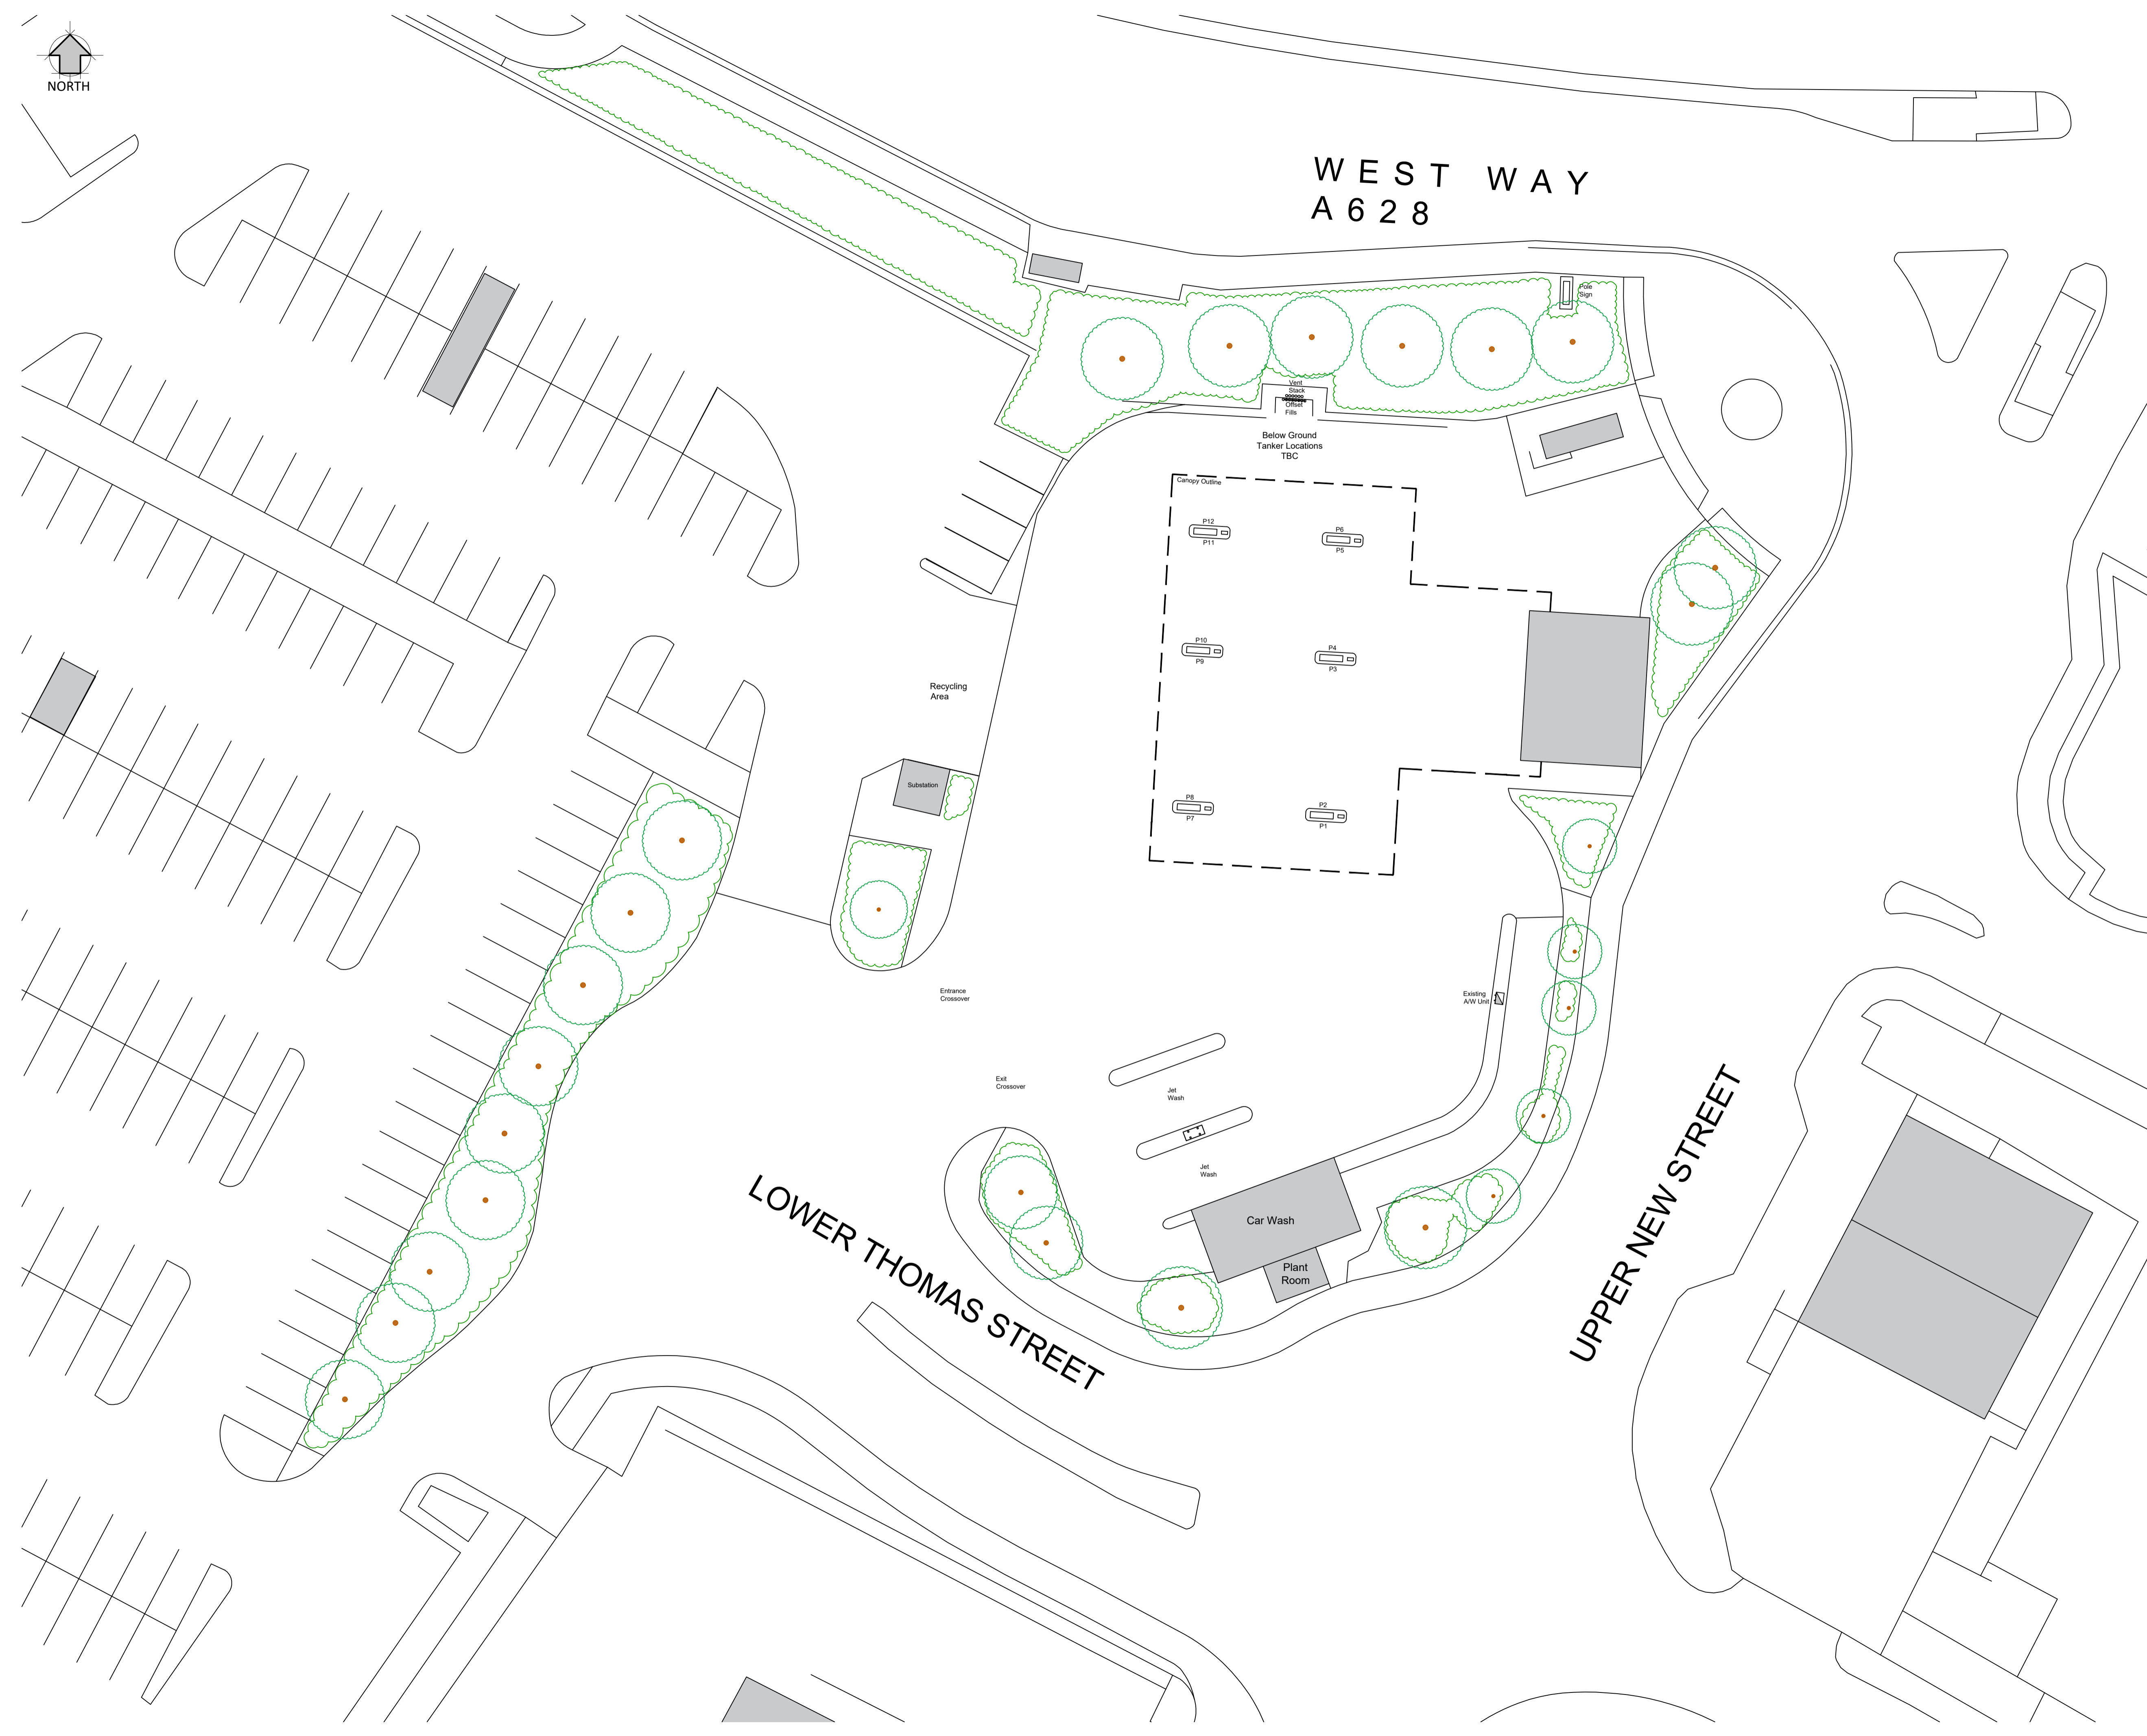 NORTH
WEST WAY
A628
Pole
Sign
Vent
Stack
Offset
Fills
Below Ground
Tanker Locations
TBC
Canopy Outline
P12
P11
P6
P5
P10
P9
P4
P3
Recycling
Area
Substation
P8
P7
P2
P1
Entrance
Crossover
Existing
A/W Unit
Exit
Crossover
Jet
Wash
Jet
Wash
Car Wash
Plant
Room
LOWER THOMAS STREET
UPPER NEW STREET